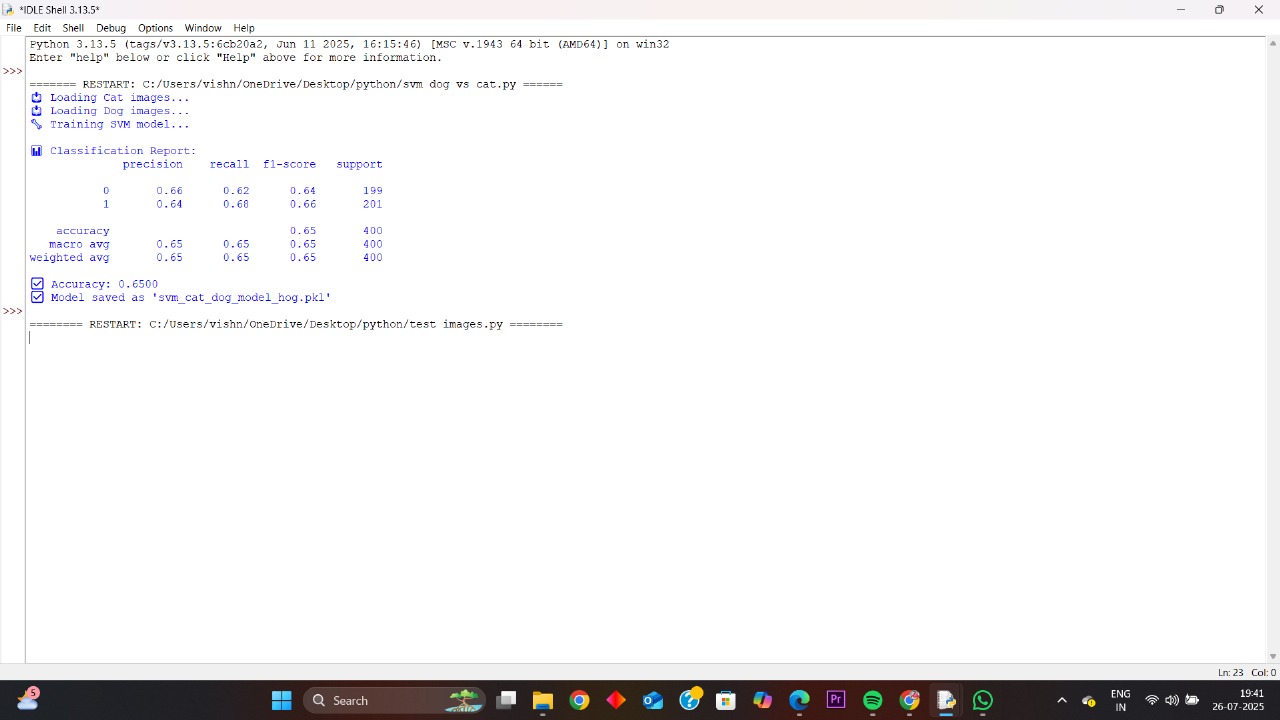 *IDLE Shell 3.13.5*
File Edit Shell Debug Options Window Help
Python 3.13.5 (tags/v3.13.5:6cb20a2, Jun 11 2025, 16:15:46) [MSC v.1943 64 bit (AMD64)] on win32
Enter "help" below or click "Help" above for more information.
>>>
======= RESTART: C:/Users/vishn/OneDrive/Desktop/python/svm dog vs cat.py ======
Loading Cat images...
Loading Dog images...
Training SVM model...
Classification Report:
precision recall f1-score support
0 0.66 0.62 0.64 199
1 0.64 0.68 0.66 201
accuracy 0.65 400
macro avg 0.65 0.65 0.65 400
weighted avg 0.65 0.65 0.65 400
Accuracy: 0.6500
Model saved as 'svm_cat_dog_model_hog.pkl'
>>>
======== RESTART: C:/Users/vishn/OneDrive/Desktop/python/test images.py ========
Ln: 23 Col: 0
5
Search
Pr
ENG
IN
19:41
26-07-2025